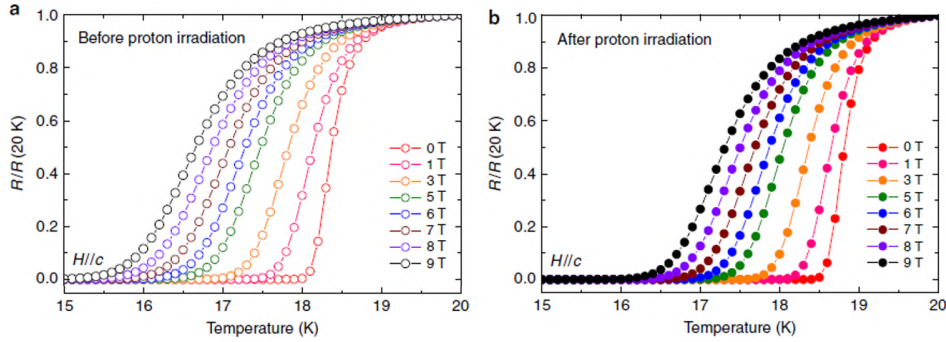 a
Before proton irradiation
R/R (20 K)
1.0
0.8
0.6
0.4
0.2
0.0
0 T
1 T
3 T
5 T
6 T
7 T
8 T
9 T
H//c
15 16 17 18 19 20
Temperature (K)
b
After proton irradiation
R/R (20 K)
1.0
0.8
0.6
0.4
0.2
0.0
0 T
1 T
3 T
5 T
6 T
7 T
8 T
9 T
H//c
15 16 17 18 19 20
Temperature (K)